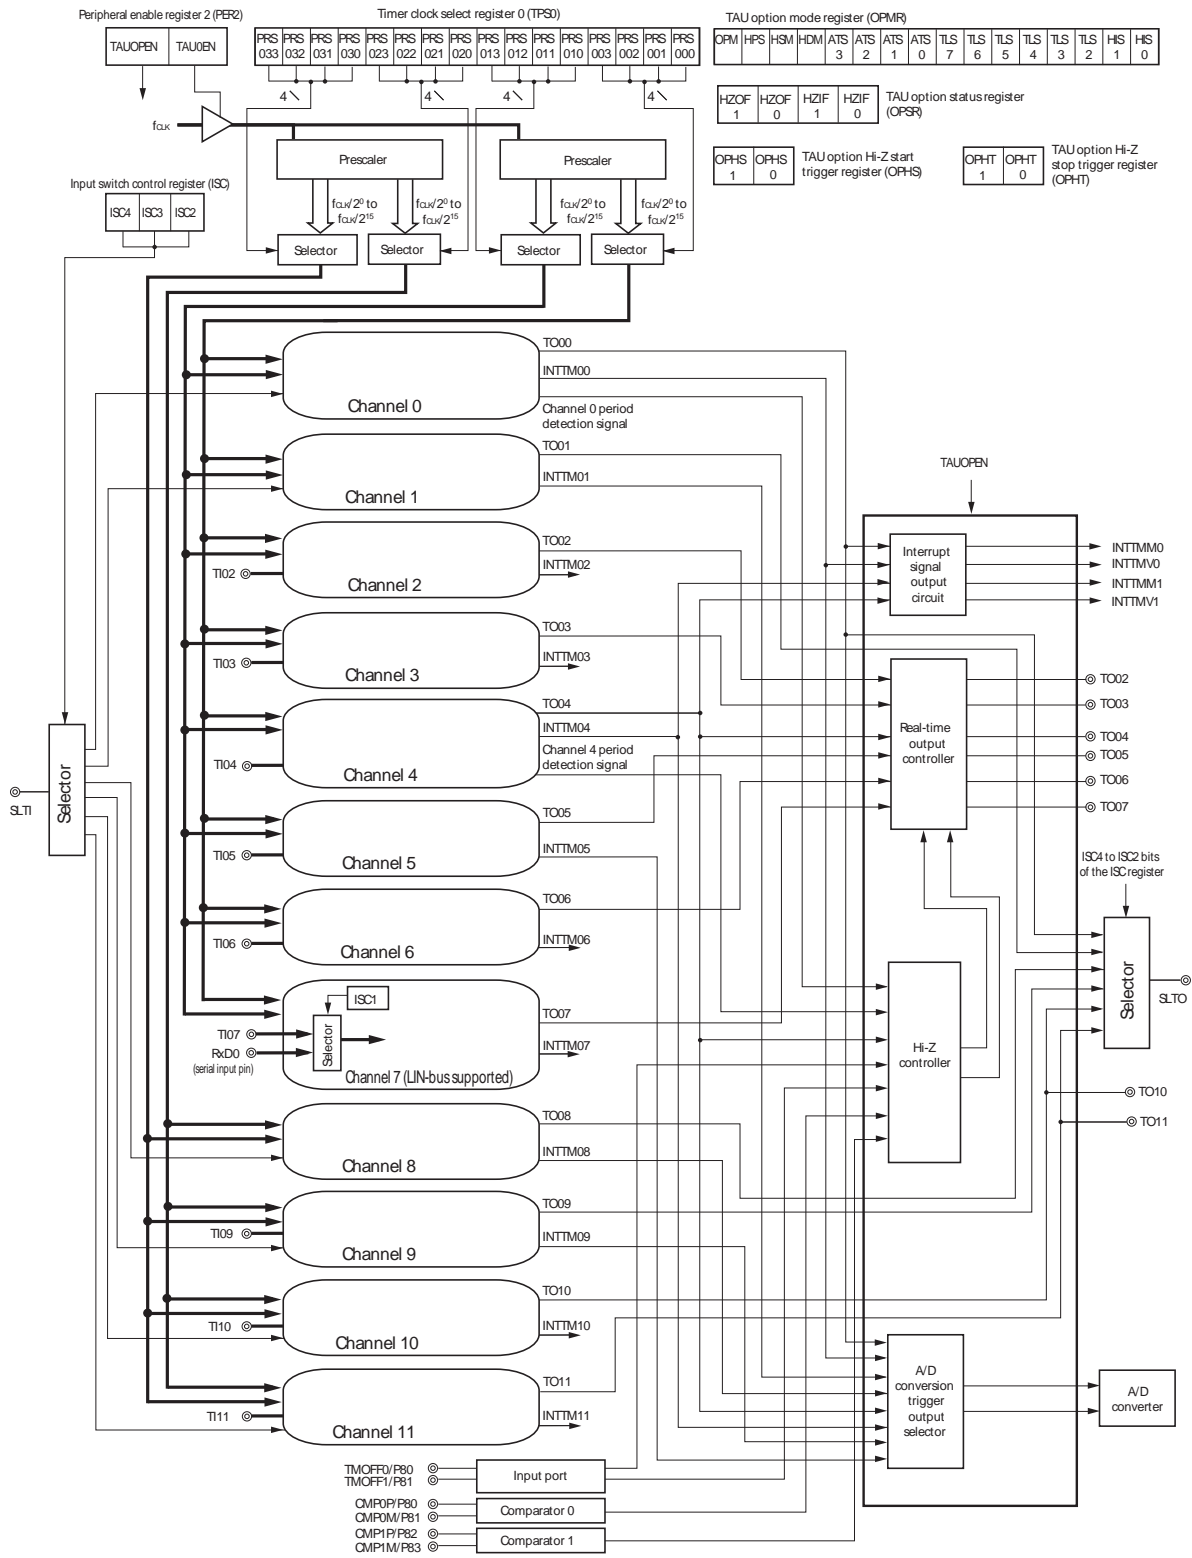 Peripheral enable register 2 (PER2)
TAUOPEN TAU0EN
Timer clock select register 0 (TPS0)
PRS PRS PRS PRS PRS PRS PRS PRS PRS PRS PRS PRS PRS PRS PRS PRS
033 032 031 030 023 022 021 020 013 012 011 010 003 002 001 000
4 4 4 4
TAU option mode register (OPMR)
OPM HPS HSM HDM ATS ATS ATS ATS TLS TLS TLS TLS TLS TLS HIS HIS
3 2 1 0 7 6 5 4 3 2 1 0
HZOF HZOF HZIF HZIF
1 0 1 0
TAU option status register
(OPSR)
OPHS OPHS
1 0
TAU option Hi-Z start
trigger register (OPHS)
OPHT OPHT
1 0
TAU option Hi-Z
stop trigger register
(OPHT)
fCLK
Prescaler
Prescaler
Input switch control register (ISC)
ISC4 ISC3 ISC2
fCLK/2⁰ to
fCLK/2¹⁵
fCLK/2⁰ to
fCLK/2¹⁵
fCLK/2⁰ to
fCLK/2¹⁵
fCLK/2⁰ to
fCLK/2¹⁵
Selector
Selector
Selector
Selector
Channel 0
TO00
INTTM00
Channel 0 period
detection signal
Channel 1
TO01
INTTM01
TI02
Channel 2
TO02
INTTM02
TI03
Channel 3
TO03
INTTM03
TI04
Channel 4
TO04
INTTM04
Channel 4 period
detection signal
SLTI
Selector
TI05
Channel 5
TO05
INTTM05
TI06
Channel 6
TO06
INTTM06
ISC1
TI07
RxD0
(serial input pin)
Selector
Channel 7 (LIN-bus supported)
TO07
INTTM07
Channel 8
TO08
INTTM08
TI09
Channel 9
TO09
INTTM09
TI10
Channel 10
TO10
INTTM10
TI11
Channel 11
TO11
INTTM11
TMOFF0/P80
TMOFF1/P81
Input port
CMP0P/P80
CMP0M/P81
Comparator 0
CMP1P/P82
CMP1M/P83
Comparator 1
TAUOPEN
Interrupt
signal
output
circuit
INTTMM0
INTTMV0
INTTMM1
INTTMV1
Real-time
output
controller
TO02
TO03
TO04
TO05
TO06
TO07
ISC4 to ISC2 bits
of the ISC register
Selector
SLTO
Hi-Z
controller
TO10
TO11
A/D
conversion
trigger
output
selector
A/D
converter